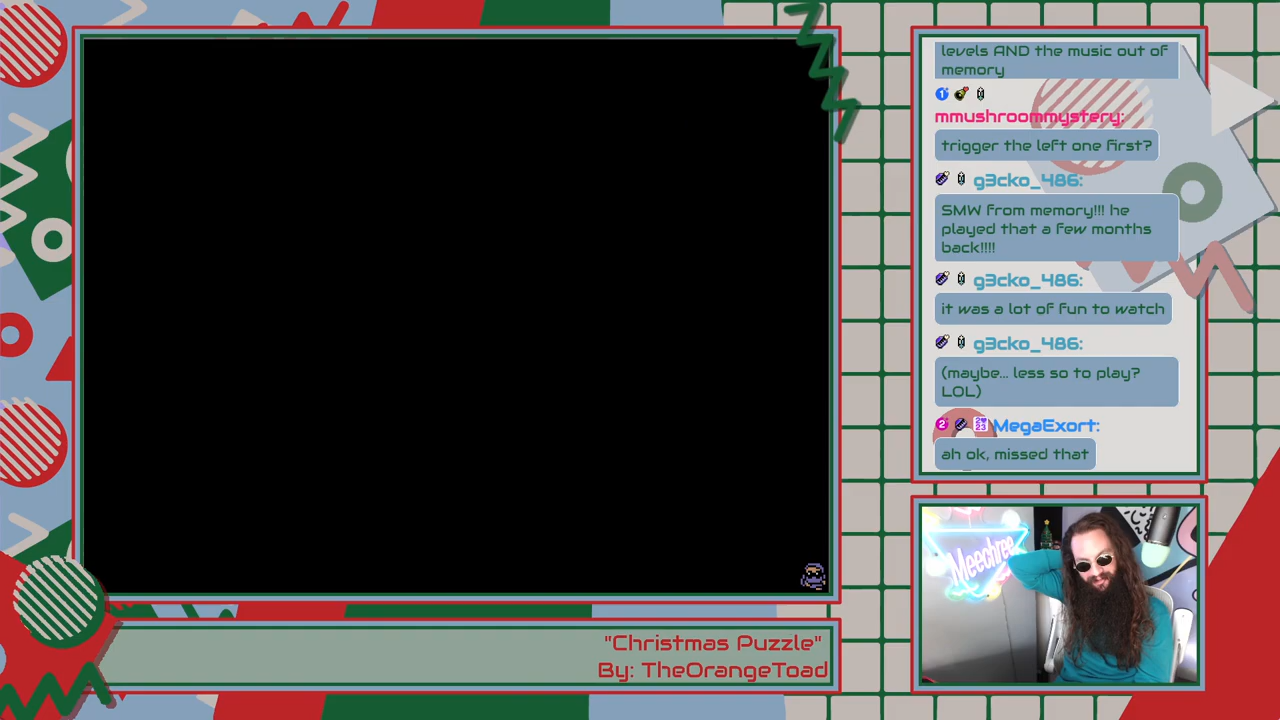 levels AND the music out of
memory
mmushroommystery:
trigger the left one first?
g3cko_486:
SMW from memory!!! he
played that a few months
back!!!!
g3cko_486:
it was a lot of fun to watch
g3cko_486:
(maybe... less so to play?
LOL)
MegaExort:
ah ok, missed that
Meechree
"Christmas Puzzle"
By: TheOrangeToad